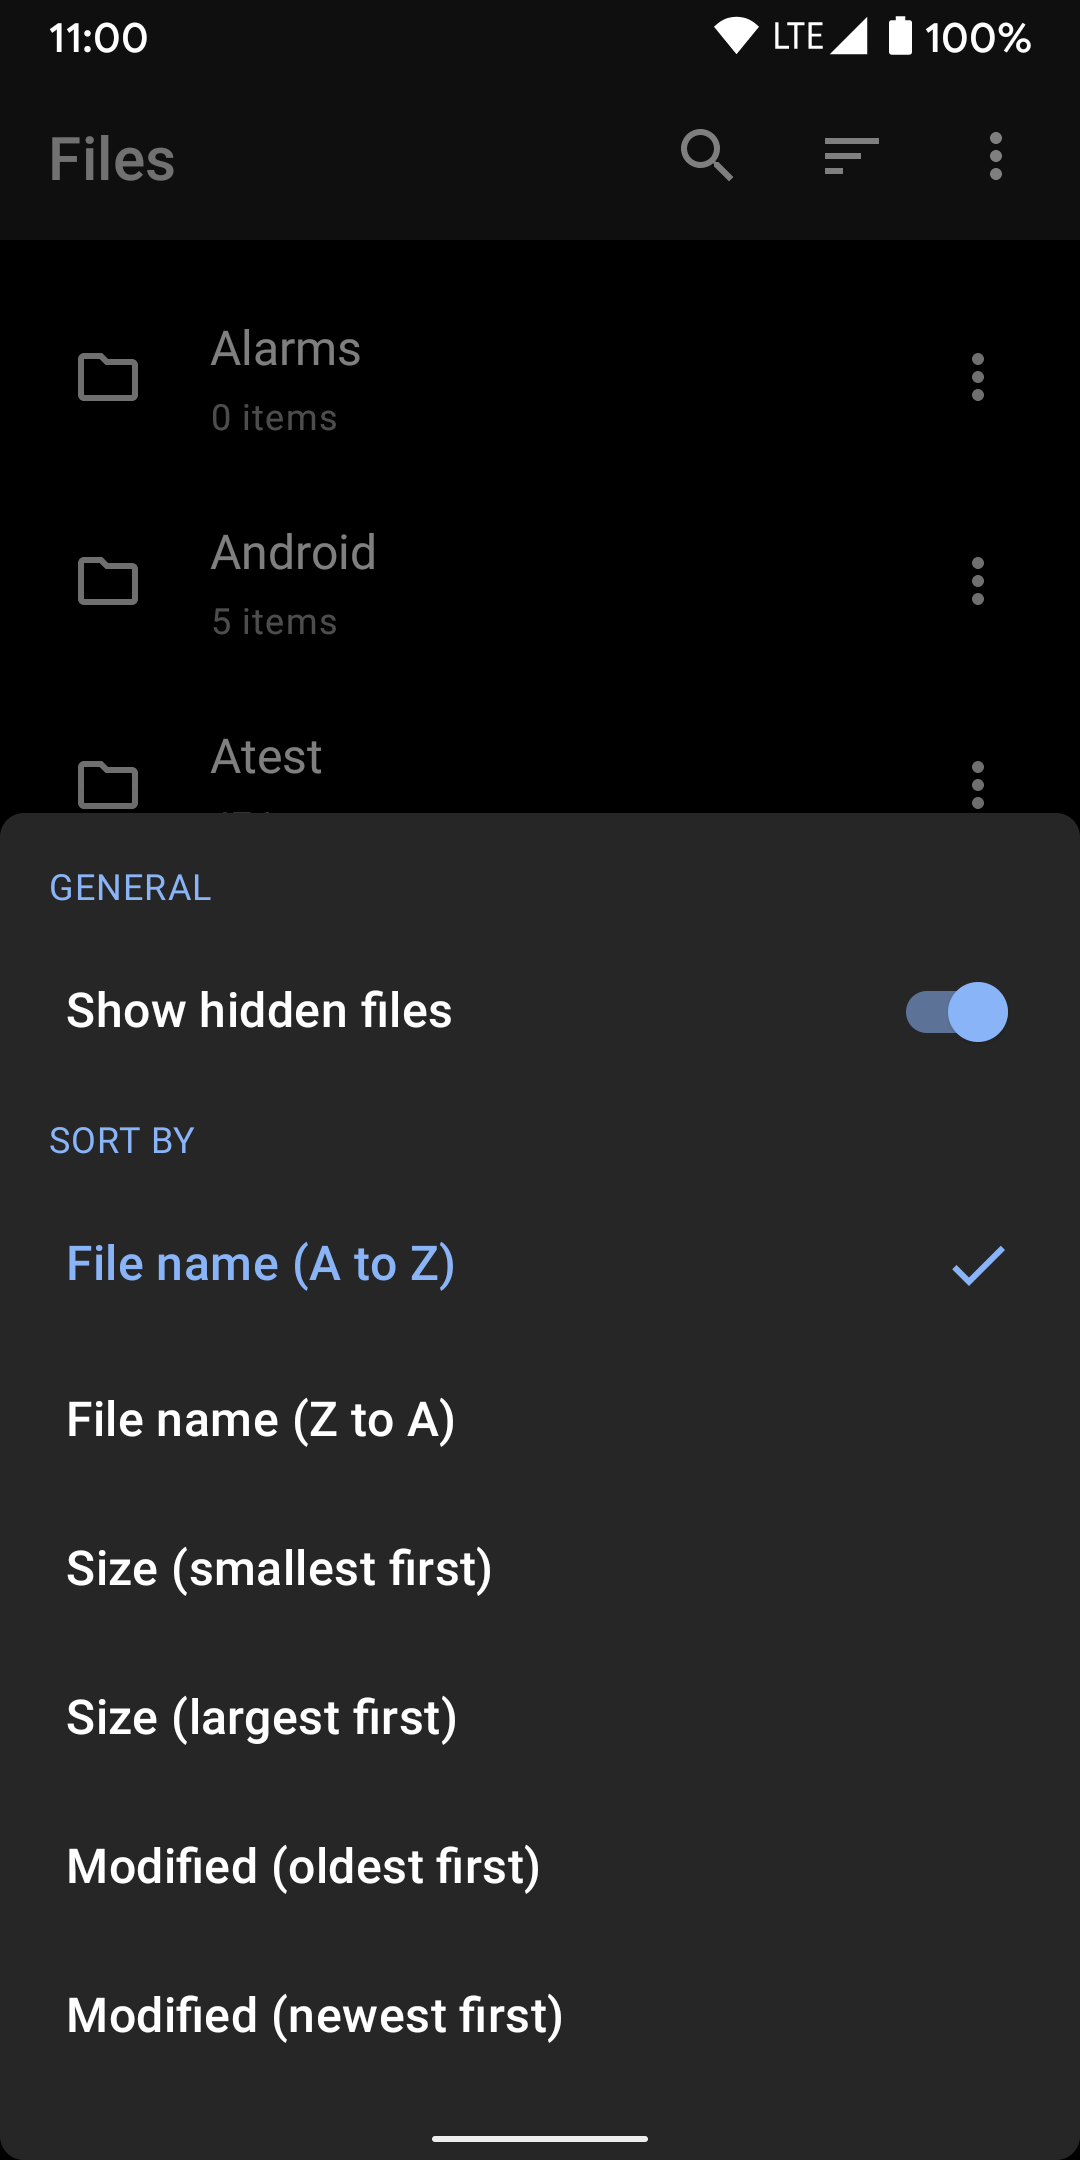 11:00 LTE 100%
Files
Alarms
0 items
Android
5 items
Atest
GENERAL
Show hidden files
SORT BY
File name (A to Z)
File name (Z to A)
Size (smallest first)
Size (largest first)
Modified (oldest first)
Modified (newest first)